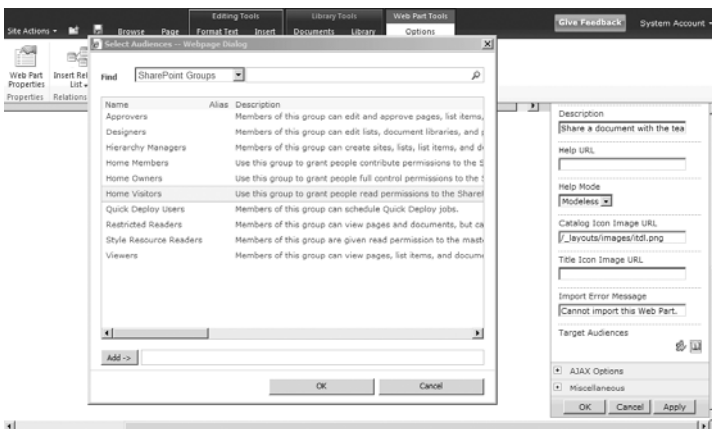 Editing Tools Library Tools Web Part Tools
Site Actions Browse Page Format Text Insert Documents Library Options
Give Feedback System Account
Select Audiences -- Webpage Dialog
Web Part Properties
Insert Rel
List
Properties Relations
Find SharePoint Groups
Name Alias Description
Approvers Members of this group can edit and approve pages, list items,
Designers Members of this group can edit lists, document libraries, and p
Hierarchy Managers Members of this group can create sites, lists, list items, and d
Home Members Use this group to grant people contribute permissions to the S
Home Owners Use this group to grant people full control permissions to the
Home Visitors Use this group to grant people read permissions to the Sharel
Quick Deploy Users Members of this group can schedule Quick Deploy jobs.
Restricted Readers Members of this group can view pages and documents, but ca
Style Resource Readers Members of this group are given read permission to the mast
Viewers Members of this group can view pages, list items, and docume
Add ->
OK Cancel
Description
Share a document with the tea
Help URL
Help Mode
Modeless
Catalog Icon Image URL
/_layouts/images/itdl.png
Title Icon Image URL
Import Error Message
Cannot import this Web Part.
Target Audiences
AJAX Options
Miscellaneous
OK Cancel Apply